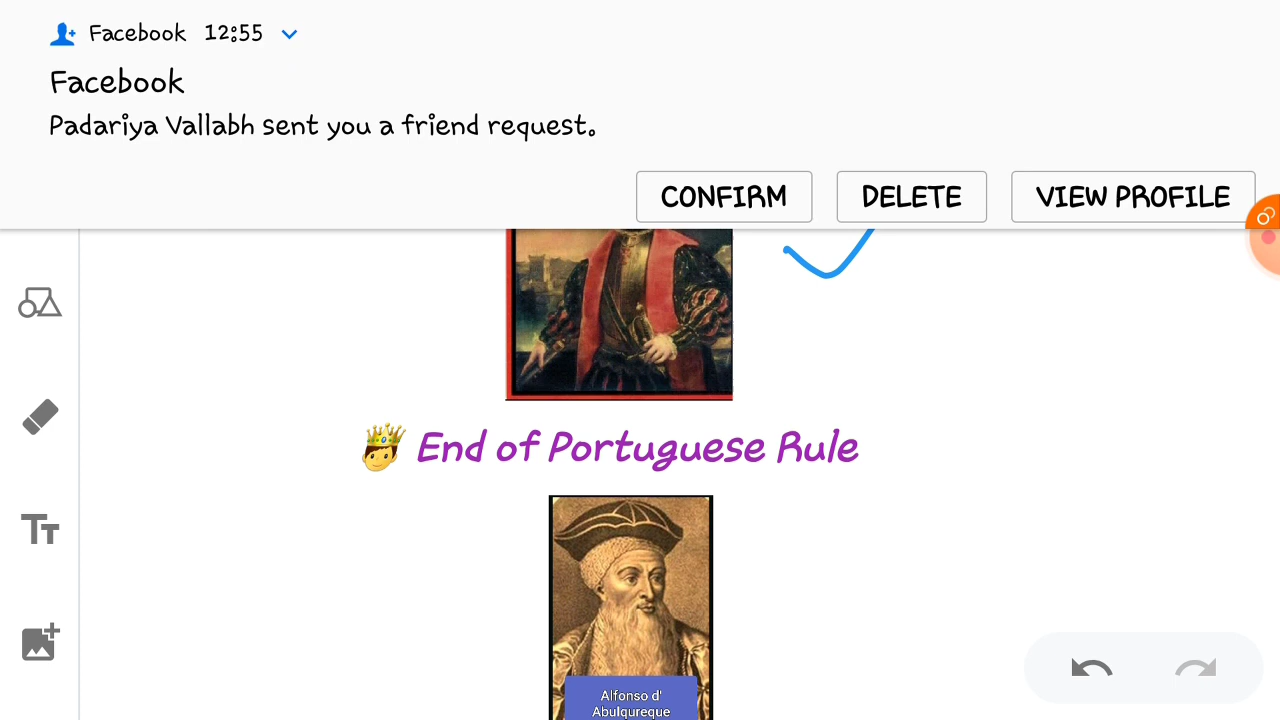 Facebook 12:55
Facebook
Padariya Vallabh sent you a friend request.
CONFIRM DELETE VIEW PROFILE
End of Portuguese Rule
TT
Alfonso d'
Abulqureque